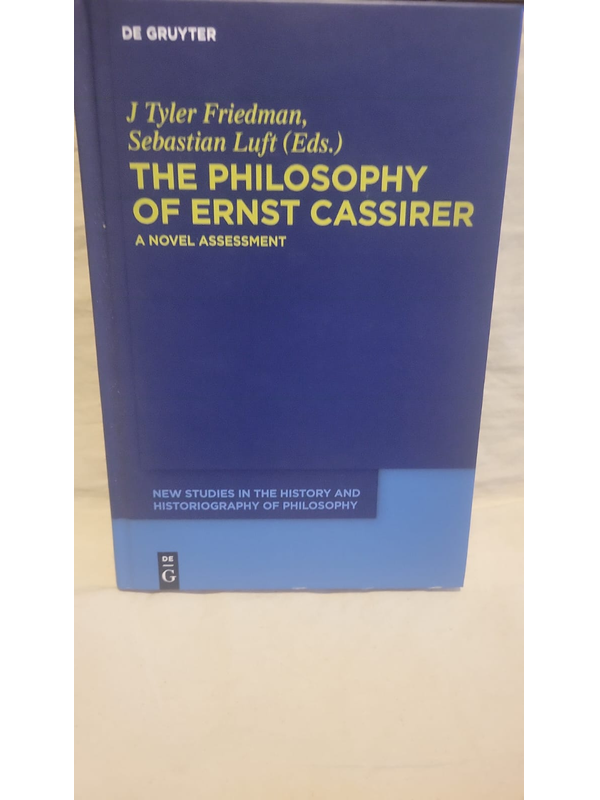 DE GRUYTER
J Tyler Friedman,
Sebastian Luft (Eds.)
THE PHILOSOPHY
OF ERNST CASSIRER
A NOVEL ASSESSMENT
NEW STUDIES IN THE HISTORY AND
HISTORIOGRAPHY OF PHILOSOPHY
DE
G